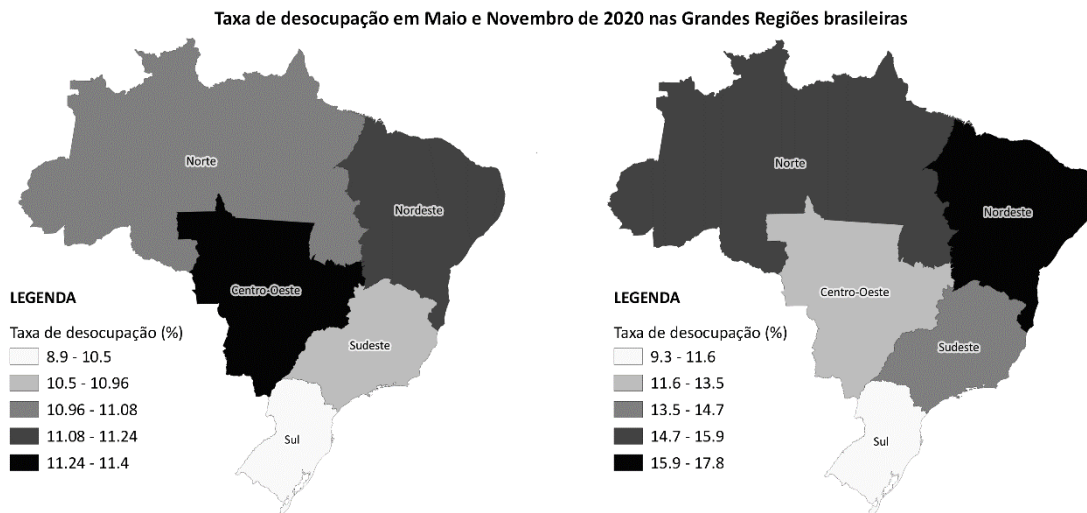 Taxa de desocupação em Maio e Novembro de 2020 nas Grandes Regiões brasileiras
Norte
Nordeste
Centro-Oeste
Sudeste
Sul
LEGENDA
Taxa de desocupação (%)
8.9 - 10.5
10.5 - 10.96
10.96 - 11.08
11.08 - 11.24
11.24 - 11.4
Norte
Nordeste
Centro-Oeste
Sudeste
Sul
LEGENDA
Taxa de desocupação (%)
9.3 - 11.6
11.6 - 13.5
13.5 - 14.7
14.7 - 15.9
15.9 - 17.8